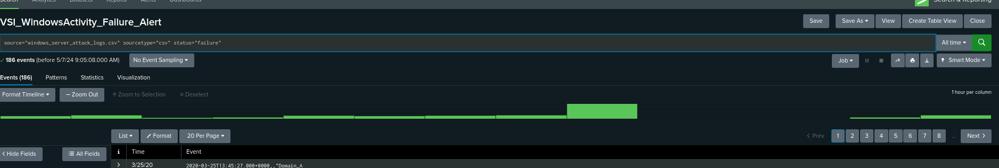 Search Analytics Datasets Reports Alerts Dashboards Search & Reporting
VSI_WindowsActivity_Failure_Alert
Save Save As View Create Table View Close
source="windows_server_attack_logs.csv" sourcetype="csv" status="failure"
All time
186 events (before 5/7/24 9:05:08.000 AM) No Event Sampling Job Smart Mode
Events (186) Patterns Statistics Visualization
Format Timeline — Zoom Out + Zoom to Selection × Deselect 1 hour per column
List Format 20 Per Page < Prev 1 2 3 4 5 6 7 8 ... Next >
< Hide Fields All Fields i Time Event
> 3/25/20 2020-03-25T13:45:27.000+0000,,"Domain_A